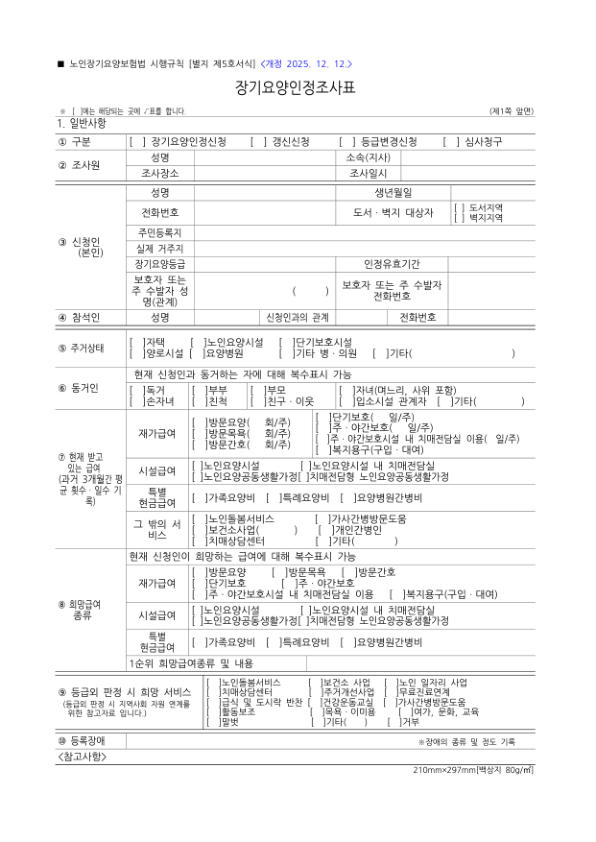 ■ 노인장기요양보험법 시행규칙 [별지 제5호서식] <개정 2025. 12. 12.>
장기요양인정조사표
※ [ ]에는 해당되는 곳에 √표를 합니다. (제1쪽 앞면)
1. 일반사항
① 구분 [ ] 장기요양인정신청 [ ] 갱신신청 [ ] 등급변경신청 [ ] 심사청구
② 조사원 성명 소속(지사)
조사장소 조사일시
③ 신청인
(본인)
성명 생년월일
전화번호 도서ㆍ벽지 대상자 [ ] 도서지역
[ ] 벽지지역
주민등록지
실제 거주지
장기요양등급 인정유효기간
보호자 또는
주 수발자 성
명(관계)
( ) 보호자 또는 주 수발자
전화번호
④ 참석인 성명 신청인과의 관계 전화번호
⑤ 주거상태 [ ]자택 [ ]노인요양시설 [ ]단기보호시설
[ ]양로시설 [ ]요양병원 [ ]기타 병ㆍ의원 [ ]기타( )
⑥ 동거인 현재 신청인과 동거하는 자에 대해 복수표시 가능
[ ]독거 [ ]부부 [ ]부모 [ ]자녀(며느리, 사위 포함)
[ ]손자녀 [ ]친척 [ ]친구ㆍ이웃 [ ]입소시설 관계자 [ ]기타( )
⑦ 현재 받고
있는 급여
(과거 3개월간 평
균 횟수ㆍ일수 기
록)
재가급여
[ ]방문요양( 회/주)
[ ]방문목욕( 회/주)
[ ]방문간호( 회/주)
[ ]단기보호( 일/주)
[ ]주ㆍ야간보호( 일/주)
[ ]주ㆍ야간보호시설 내 치매전담실 이용( 일/주)
[ ]복지용구(구입ㆍ대여)
시설급여 [ ]노인요양시설 [ ]노인요양시설 내 치매전담실
[ ]노인요양공동생활가정[ ]치매전담형 노인요양공동생활가정
특별
현금급여
[ ]가족요양비 [ ]특례요양비 [ ]요양병원간병비
그 밖의 서
비스
[ ]노인돌봄서비스 [ ]가사간병방문도움
[ ]보건소사업( ) [ ]개인간병인
[ ]치매상담센터 [ ]기타( )
⑧ 희망급여
종류
현재 신청인이 희망하는 급여에 대해 복수표시 가능
재가급여
[ ]방문요양 [ ]방문목욕 [ ]방문간호
[ ]단기보호 [ ]주ㆍ야간보호
[ ]주ㆍ야간보호시설 내 치매전담실 이용 [ ]복지용구(구입ㆍ대여)
시설급여 [ ]노인요양시설 [ ]노인요양시설 내 치매전담실
[ ]노인요양공동생활가정[ ]치매전담형 노인요양공동생활가정
특별
현금급여
[ ]가족요양비 [ ]특례요양비 [ ]요양병원간병비
1순위 희망급여종류 및 내용
⑨ 등급외 판정 시 희망 서비스
(등급외 판정 시 지역사회 자원 연계를
위한 참고자료 입니다.)
[ ]노인돌봄서비스 [ ]보건소 사업 [ ]노인 일자리 사업
[ ]치매상담센터 [ ]주거개선사업 [ ]무료진료연계
[ ]급식 및 도시락 반찬 [ ]건강운동교실 [ ]가사간병방문도움
[ ]활동보조 [ ]목욕ㆍ이미용 [ ]여가, 문화, 교육
[ ]말벗 [ ]기타( ) [ ]거부
⑩ 등록장애 ※장애의 종류 및 정도 기록
<참고사항>
210mm×297mm[백상지 80g/㎡]